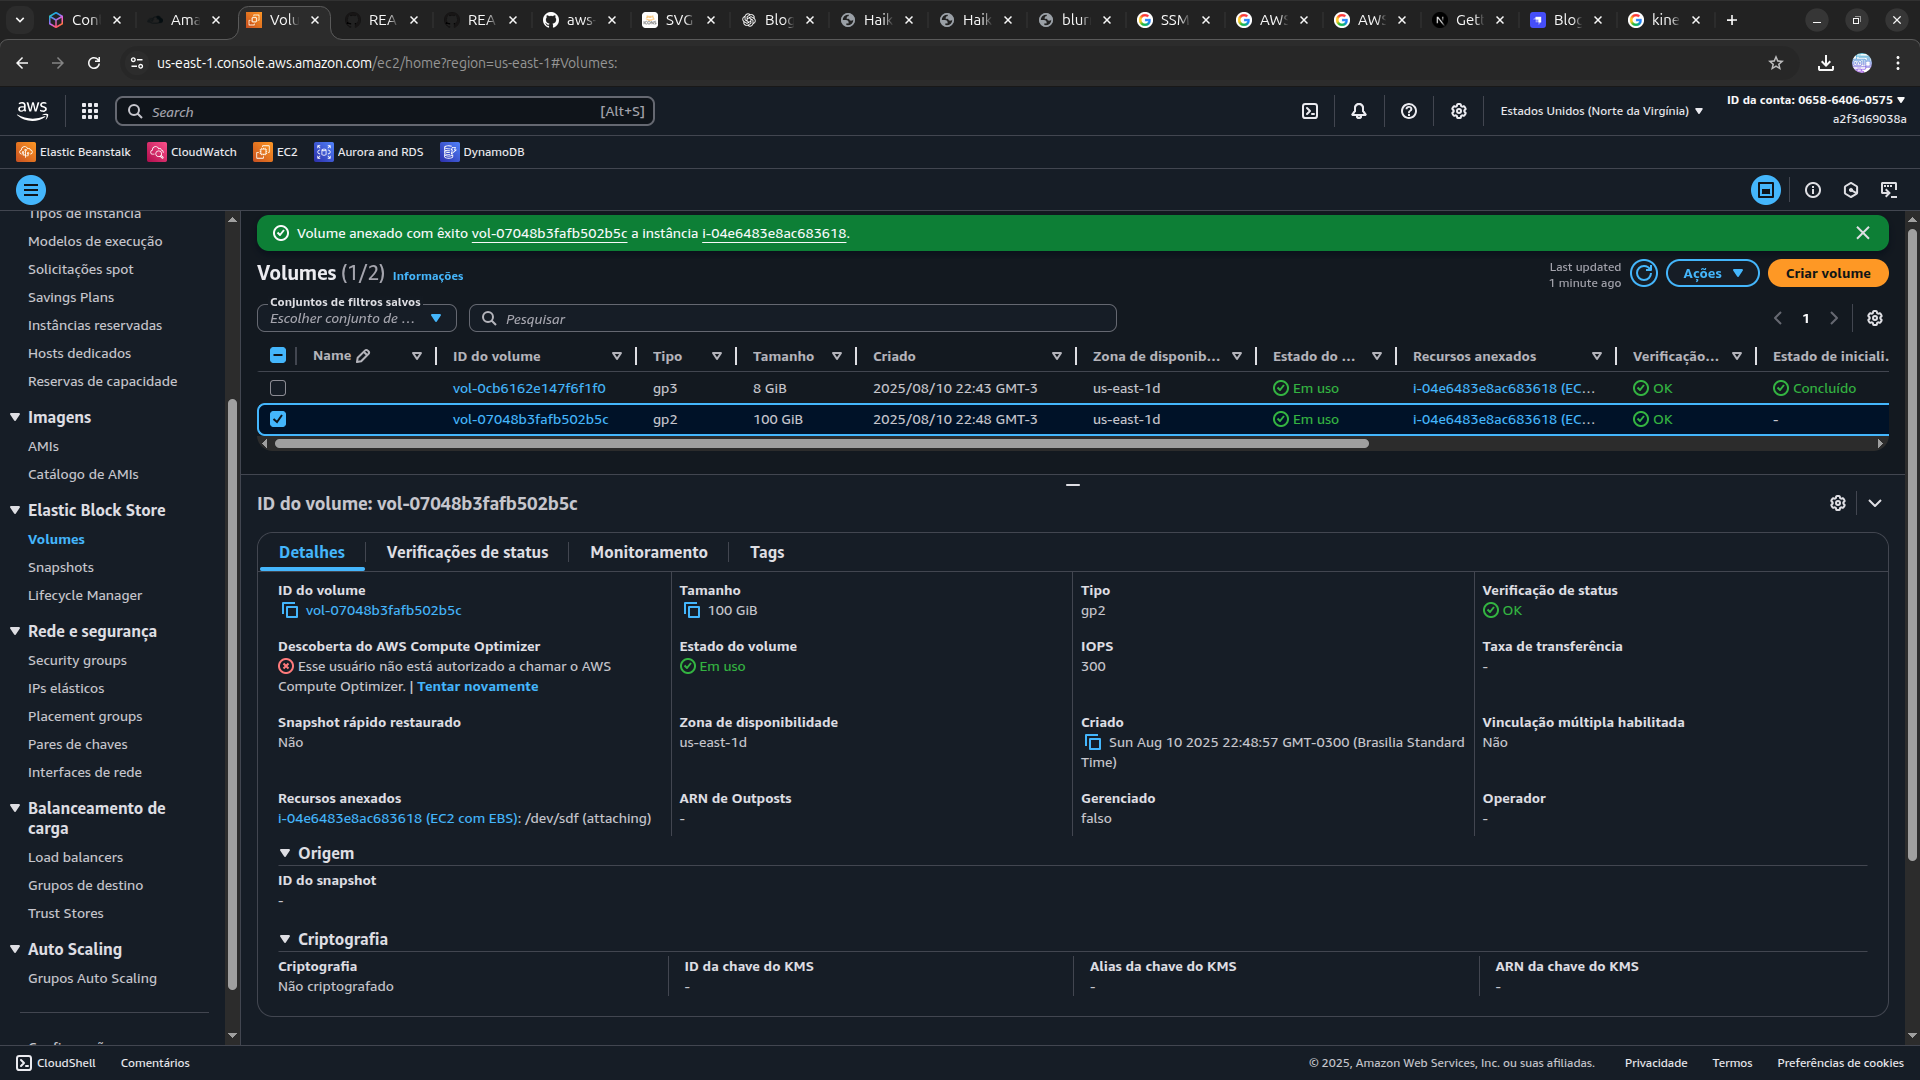 Con
Ama
Volu
REA
REA
aws-
SVG
Blog
Haik
Haik
blur
SSM
AWS
AWS
Getl
Blog
kine
us-east-1.console.aws.amazon.com/ec2/home?region=us-east-1#Volumes:
aws
Search [Alt+S]
Estados Unidos (Norte da Virgínia)
ID da conta: 0658-6406-0575
a2f3d69038a
Elastic Beanstalk
CloudWatch
EC2
Aurora and RDS
DynamoDB
Tipos de instância
Modelos de execução
Solicitações spot
Savings Plans
Instâncias reservadas
Hosts dedicados
Reservas de capacidade
Imagens
AMIs
Catálogo de AMIs
Elastic Block Store
Volumes
Snapshots
Lifecycle Manager
Rede e segurança
Security groups
IPs elásticos
Placement groups
Pares de chaves
Interfaces de rede
Balanceamento de
carga
Load balancers
Grupos de destino
Trust Stores
Auto Scaling
Grupos Auto Scaling
Volume anexado com êxito vol-07048b3fafb502b5c a instância i-04e6483e8ac683618.
Volumes (1/2) Informações
Last updated
1 minute ago
Ações
Criar volume
Conjuntos de filtros salvos
Escolher conjunto de ...
Pesquisar
1
Name ID do volume Tipo Tamanho Criado Zona de disponib... Estado do ... Recursos anexados Verificação... Estado de iniciali.
vol-0cb6162e147f6f1f0 gp3 8 GiB 2025/08/10 22:43 GMT-3 us-east-1d Em uso i-04e6483e8ac683618 (EC... OK Concluído
vol-07048b3fafb502b5c gp2 100 GiB 2025/08/10 22:48 GMT-3 us-east-1d Em uso i-04e6483e8ac683618 (EC... OK -
ID do volume: vol-07048b3fafb502b5c
Detalhes Verificações de status Monitoramento Tags
ID do volume
vol-07048b3fafb502b5c
Tamanho
100 GiB
Tipo
gp2
Verificação de status
OK
Descoberta do AWS Compute Optimizer
Esse usuário não está autorizado a chamar o AWS
Compute Optimizer. | Tentar novamente
Estado do volume
Em uso
IOPS
300
Taxa de transferência
-
Snapshot rápido restaurado
Não
Zona de disponibilidade
us-east-1d
Criado
Sun Aug 10 2025 22:48:57 GMT-0300 (Brasilia Standard
Time)
Vinculação múltipla habilitada
Não
Recursos anexados
i-04e6483e8ac683618 (EC2 com EBS): /dev/sdf (attaching)
ARN de Outposts
-
Gerenciado
falso
Operador
-
Origem
ID do snapshot
-
Criptografia
Criptografia
Não criptografado
ID da chave do KMS
-
Alias da chave do KMS
-
ARN da chave do KMS
-
CloudShell
Comentários
© 2025, Amazon Web Services, Inc. ou suas afiliadas.
Privacidade
Termos
Preferências de cookies